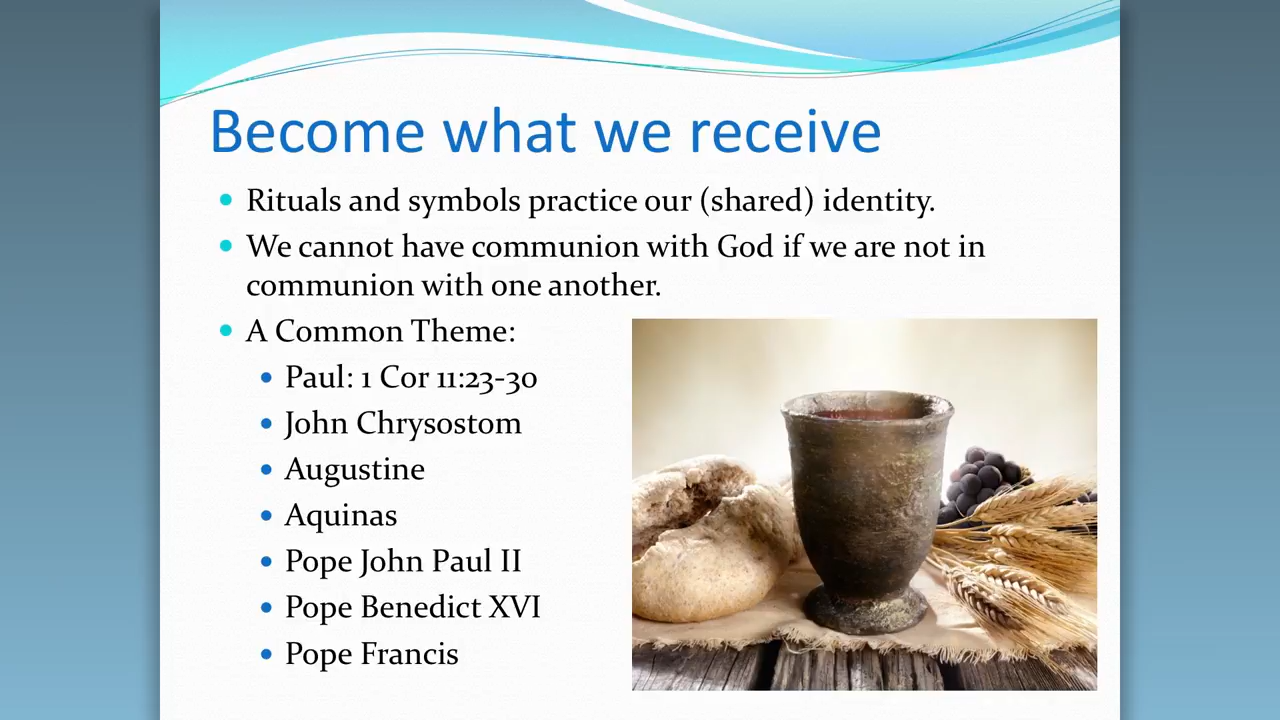 Become what we receive
Rituals and symbols practice our (shared) identity.
We cannot have communion with God if we are not in
communion with one another.
A Common Theme:
Paul: 1 Cor 11:23-30
John Chrysostom
Augustine
Aquinas
Pope John Paul II
Pope Benedict XVI
Pope Francis